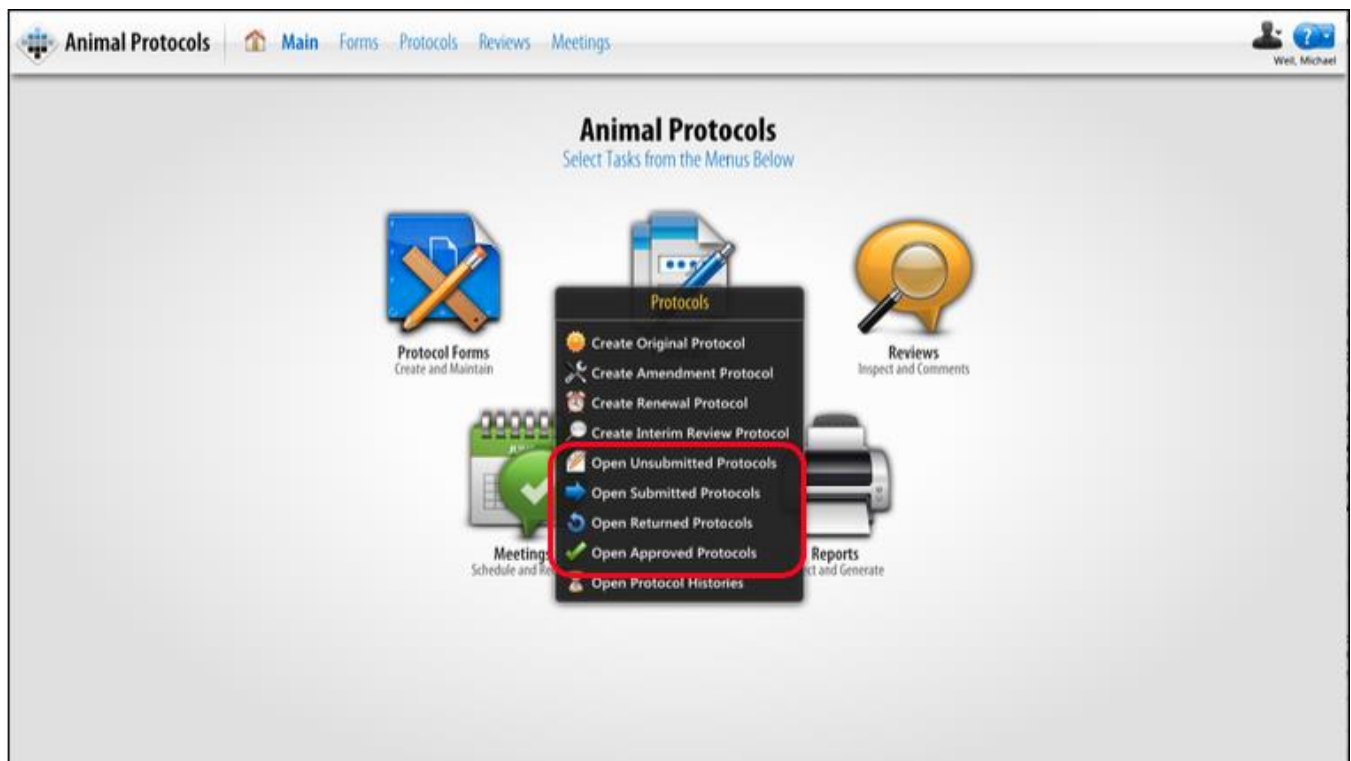 Animal Protocols Main Forms Protocols Reviews Meetings
Weil, Michael
Animal Protocols
Select Tasks from the Menus Below
Protocols
Create Original Protocol
Create Amendment Protocol
Create Renewal Protocol
Create Interim Review Protocol
Open Unsubmitted Protocols
Open Submitted Protocols
Open Returned Protocols
Open Approved Protocols
Open Protocol Histories
Protocol Forms
Create and Maintain
Reviews
Inspect and Comments
Meetings
Schedule and
Reports
and Generate